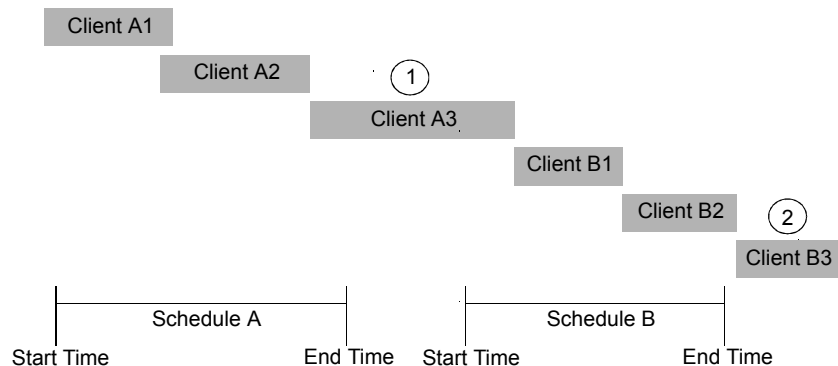 Client A1
Client A2
1
Client A3
Client B1
Client B2
2
Client B3
Schedule A
Schedule B
Start Time
End Time
Start Time
End Time